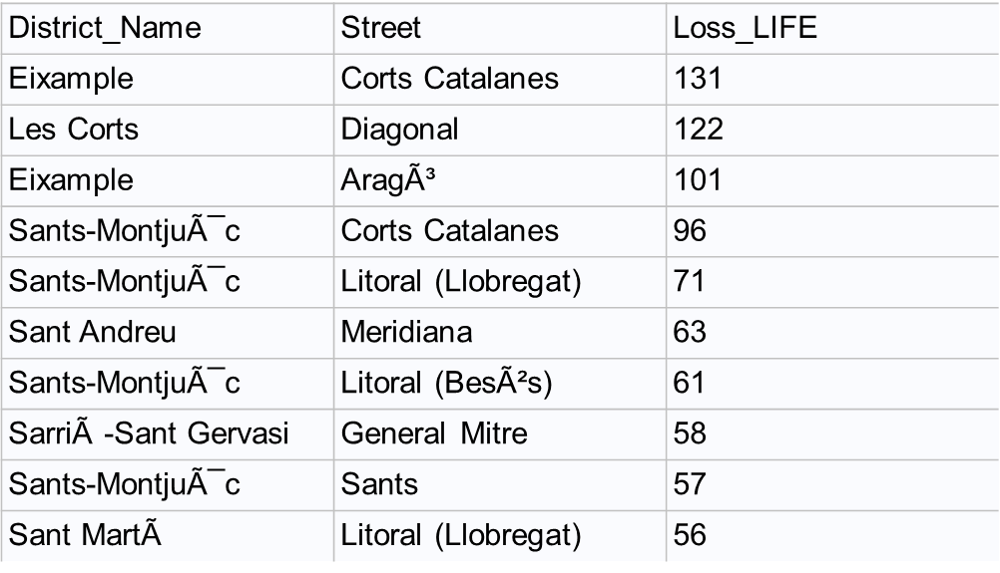 District_Name Street Loss_LIFE
Eixample Corts Catalanes 131
Les Corts Diagonal 122
Eixample AragÃ³ 101
Sants-MontjuÃ¯c Corts Catalanes 96
Sants-MontjuÃ¯c Litoral (Llobregat) 71
Sant Andreu Meridiana 63
Sants-MontjuÃ¯c Litoral (BesÃ²s) 61
SarriÃ -Sant Gervasi General Mitre 58
Sants-MontjuÃ¯c Sants 57
Sant MartÃ Litoral (Llobregat) 56